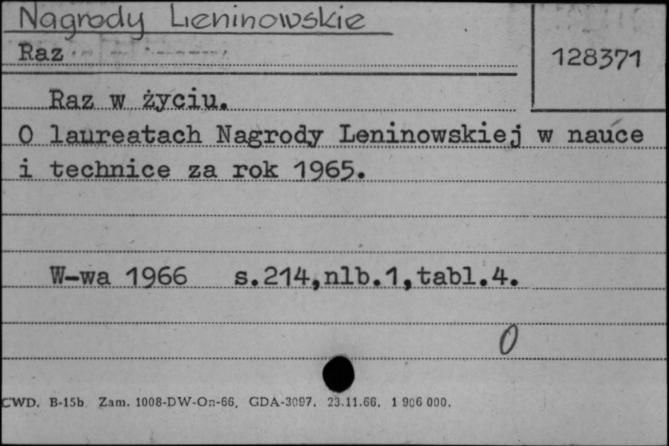 Nagrody Leninowskie
Raz
128371
Raz w życiu.
O laureatach Nagrody Leninowskiej w nauce
i technice za rok 1965.
W-wa 1966 s.214,nlb.1,tabl.4.
0
CWD. B-15b. Zam. 1008-DW-On-66. GDA-3097. 23.11.66. 1 906 000.